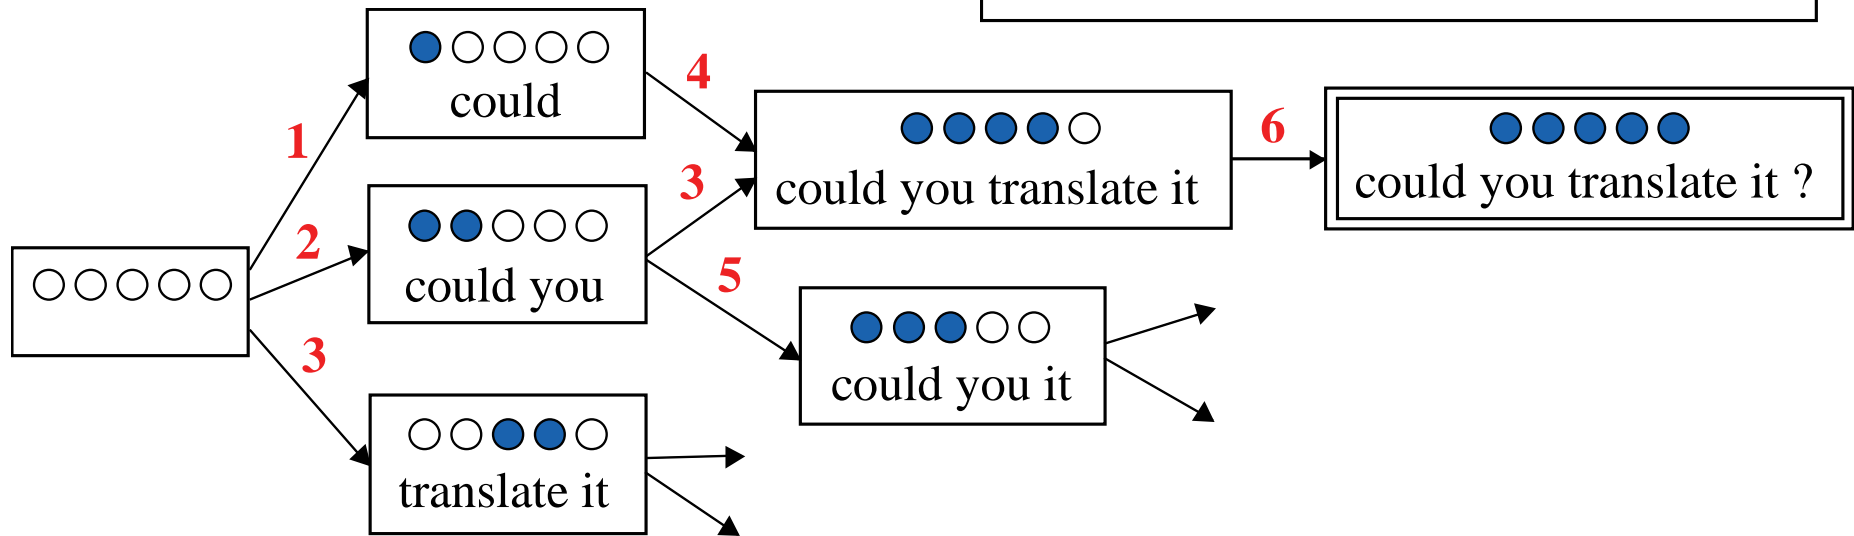 could
1
4
could you translate it
6
could you translate it ?
2
3
could you
5
3
could you it
translate it